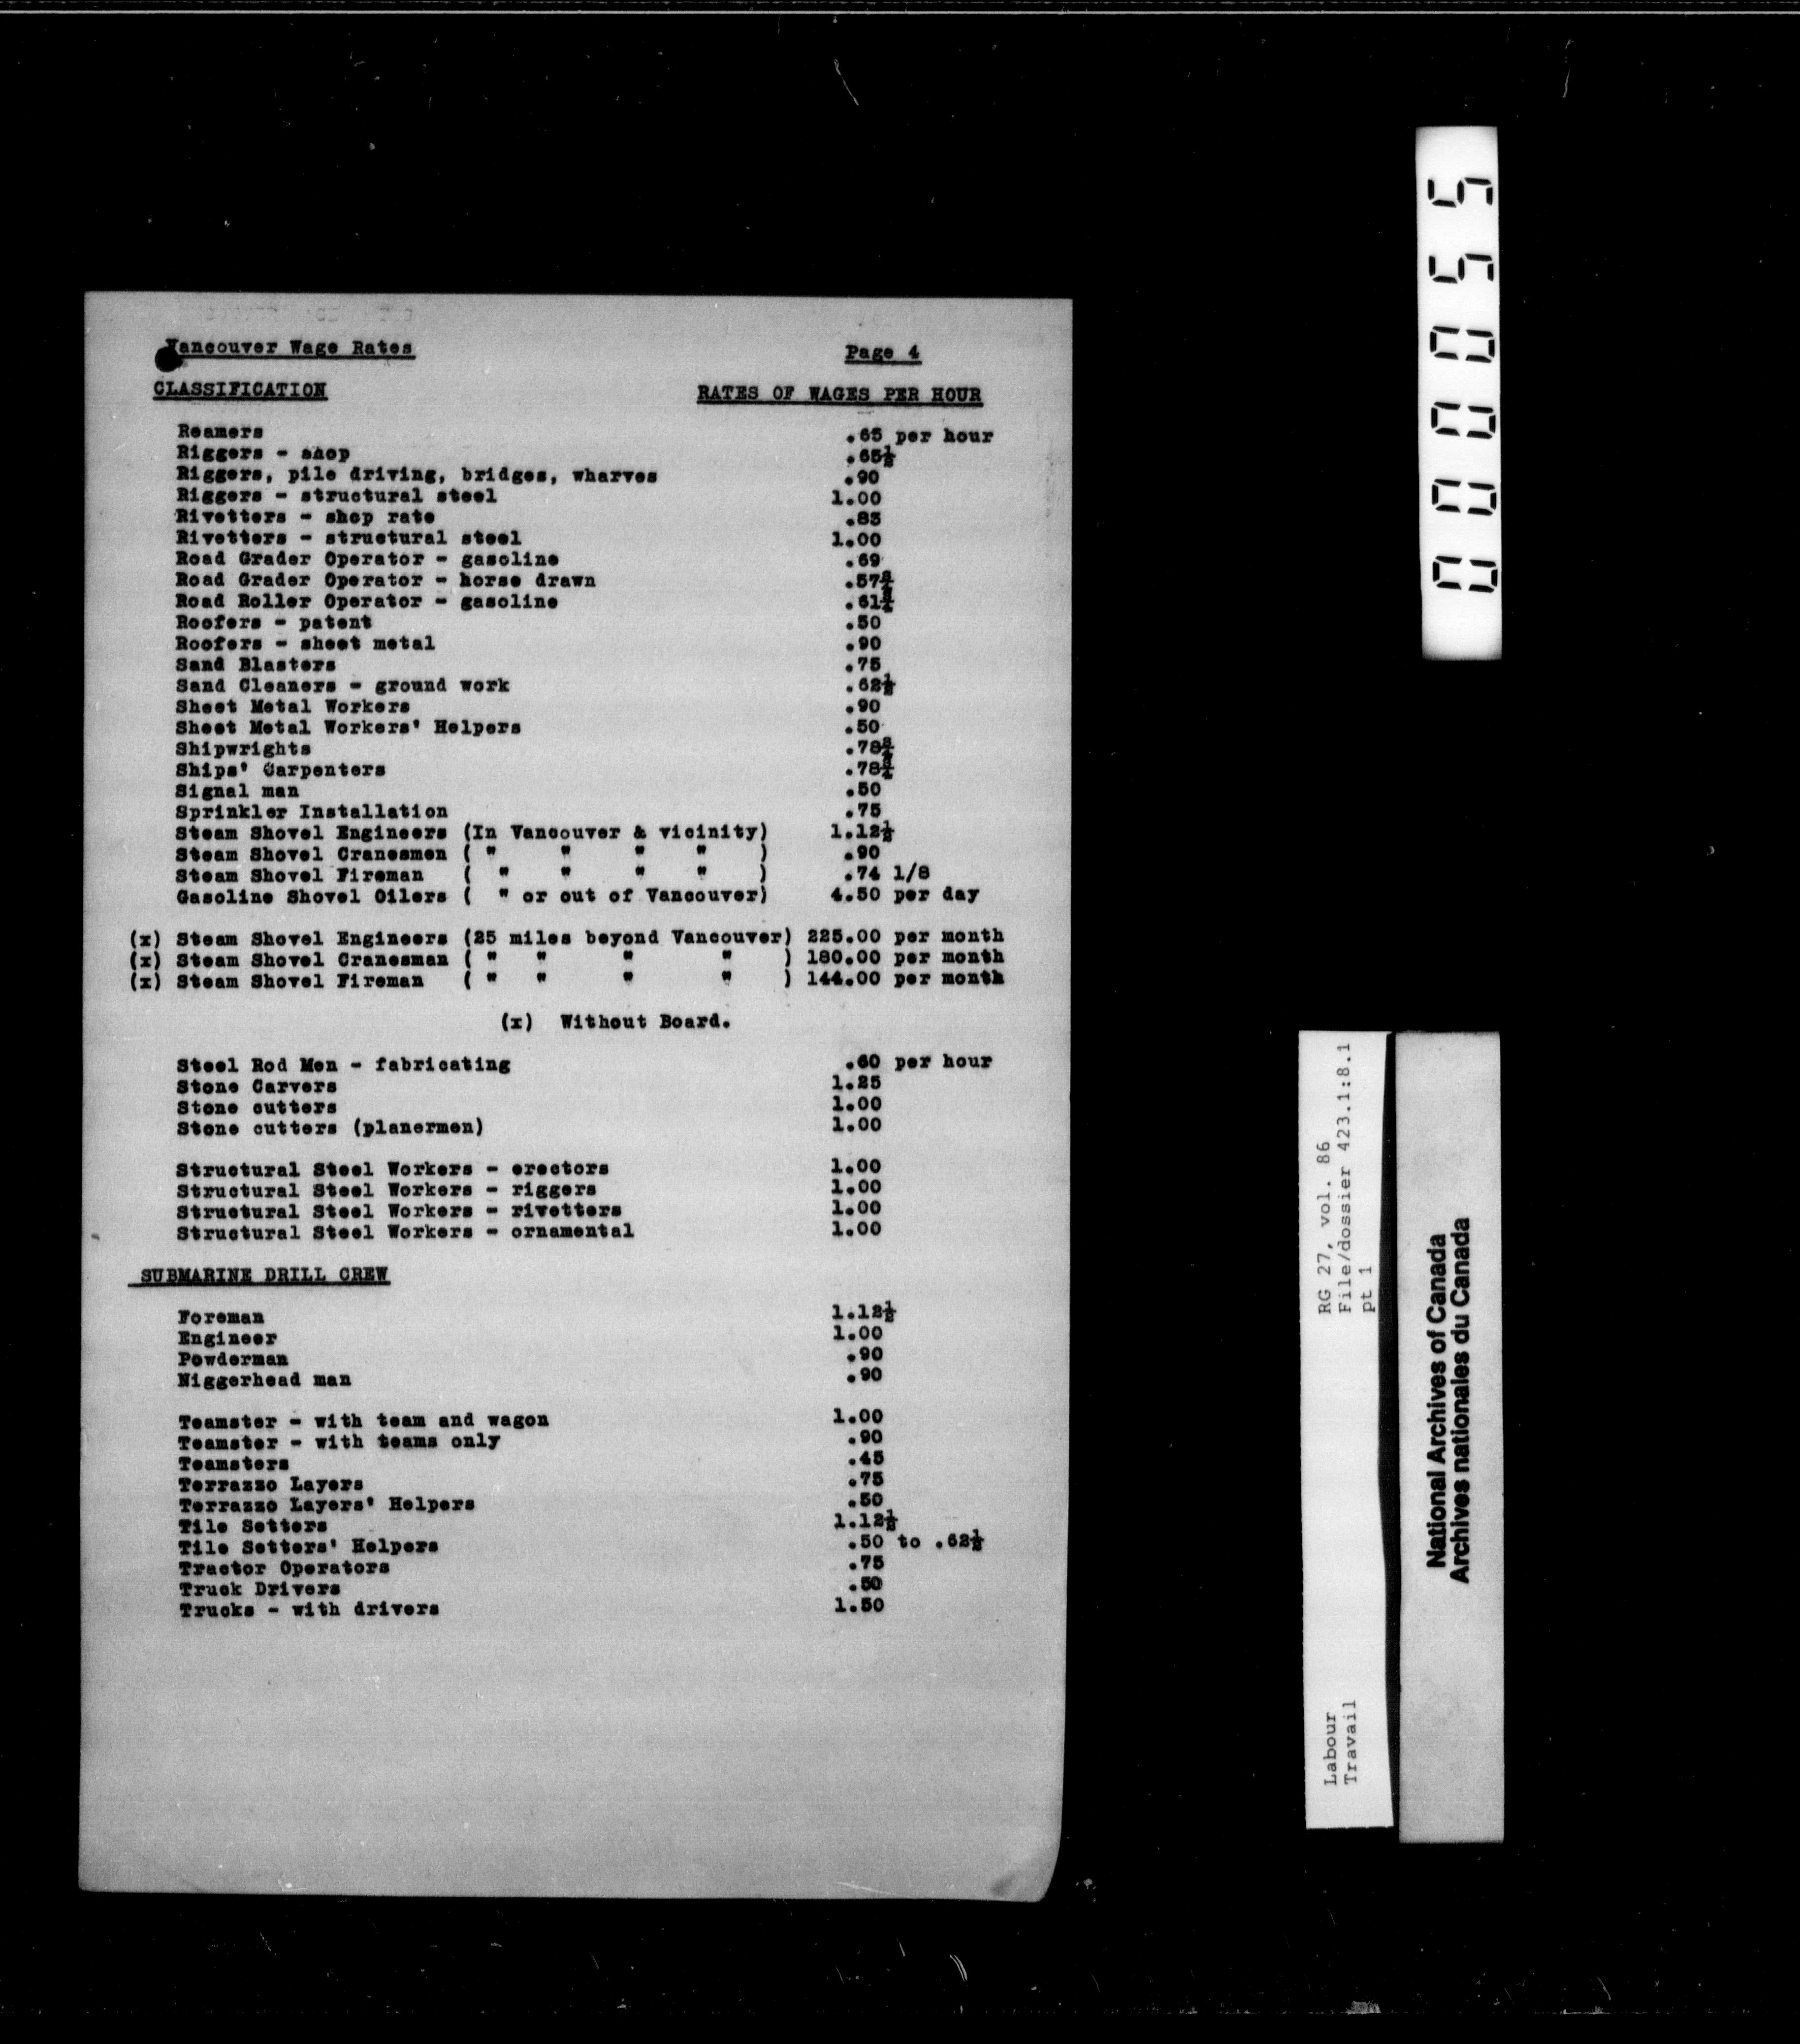 Vancouver Wage Rates Page 4
CLASSIFICATION RATES OF WAGES PER HOUR
Reamers .65 per hour
Riggers - shop .65½
Riggers, pile driving, bridges, wharves .90
Riggers - structural steel 1.00
Rivetters - shop rate .85
Rivetters - structural steel 1.00
Road Grader Operator - gasoline .69
Road Grader Operator - horse drawn .57¾
Road Roller Operator - gasoline .61¾
Roofers - patent .50
Roofers - sheet metal .90
Sand Blasters .75
Sand Cleaners - ground work .62½
Sheet Metal Workers .90
Sheet Metal Workers' Helpers .50
Shipwrights .78¾
Ships' Carpenters .78¾
Signal man .50
Sprinkler Installation .75
Steam Shovel Engineers (In Vancouver & vicinity) 1.12½
Steam Shovel Cranesmen ( " " " " ) .90
Steam Shovel Fireman ( " " " " ) .74 1/8
Gasoline Shovel Oilers ( " or out of Vancouver) 4.50 per day
(x) Steam Shovel Engineers (25 miles beyond Vancouver) 225.00 per month
(x) Steam Shovel Cranesman ( " " " " ) 180.00 per month
(x) Steam Shovel Fireman ( " " " " ) 144.00 per month
(x) Without Board.
Steel Rod Men - fabricating .60 per hour
Stone Carvers 1.25
Stone cutters 1.00
Stone cutters (planermen) 1.00
Structural Steel Workers - erectors 1.00
Structural Steel Workers - riggers 1.00
Structural Steel Workers - rivetters 1.00
Structural Steel Workers - ornamental 1.00
SUBMARINE DRILL CREW
Foreman 1.12½
Engineer 1.00
Powderman .90
Niggerhead man .90
Teamster - with team and wagon 1.00
Teamster - with teams only .90
Teamsters .45
Terrazzo Layers .75
Terrazzo Layers' Helpers .50
Tile Setters 1.12½
Tile Setters' Helpers .50 to .62½
Tractor Operators .75
Truck Drivers .50
Trucks - with drivers 1.50
000055
RG 27, vol. 86
File/dossier 423.1:8.1
pt 1
Labour
Travail
National Archives of Canada
Archives nationales du Canada